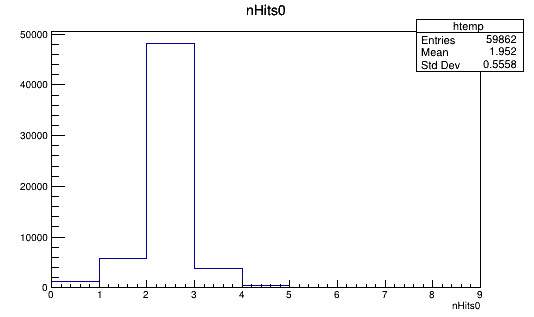 nHits0
htemp
Entries 59862
Mean 1.952
Std Dev 0.5558
50000
40000
30000
20000
10000
0
0 1 2 3 4 5 6 7 8 9
nHits0